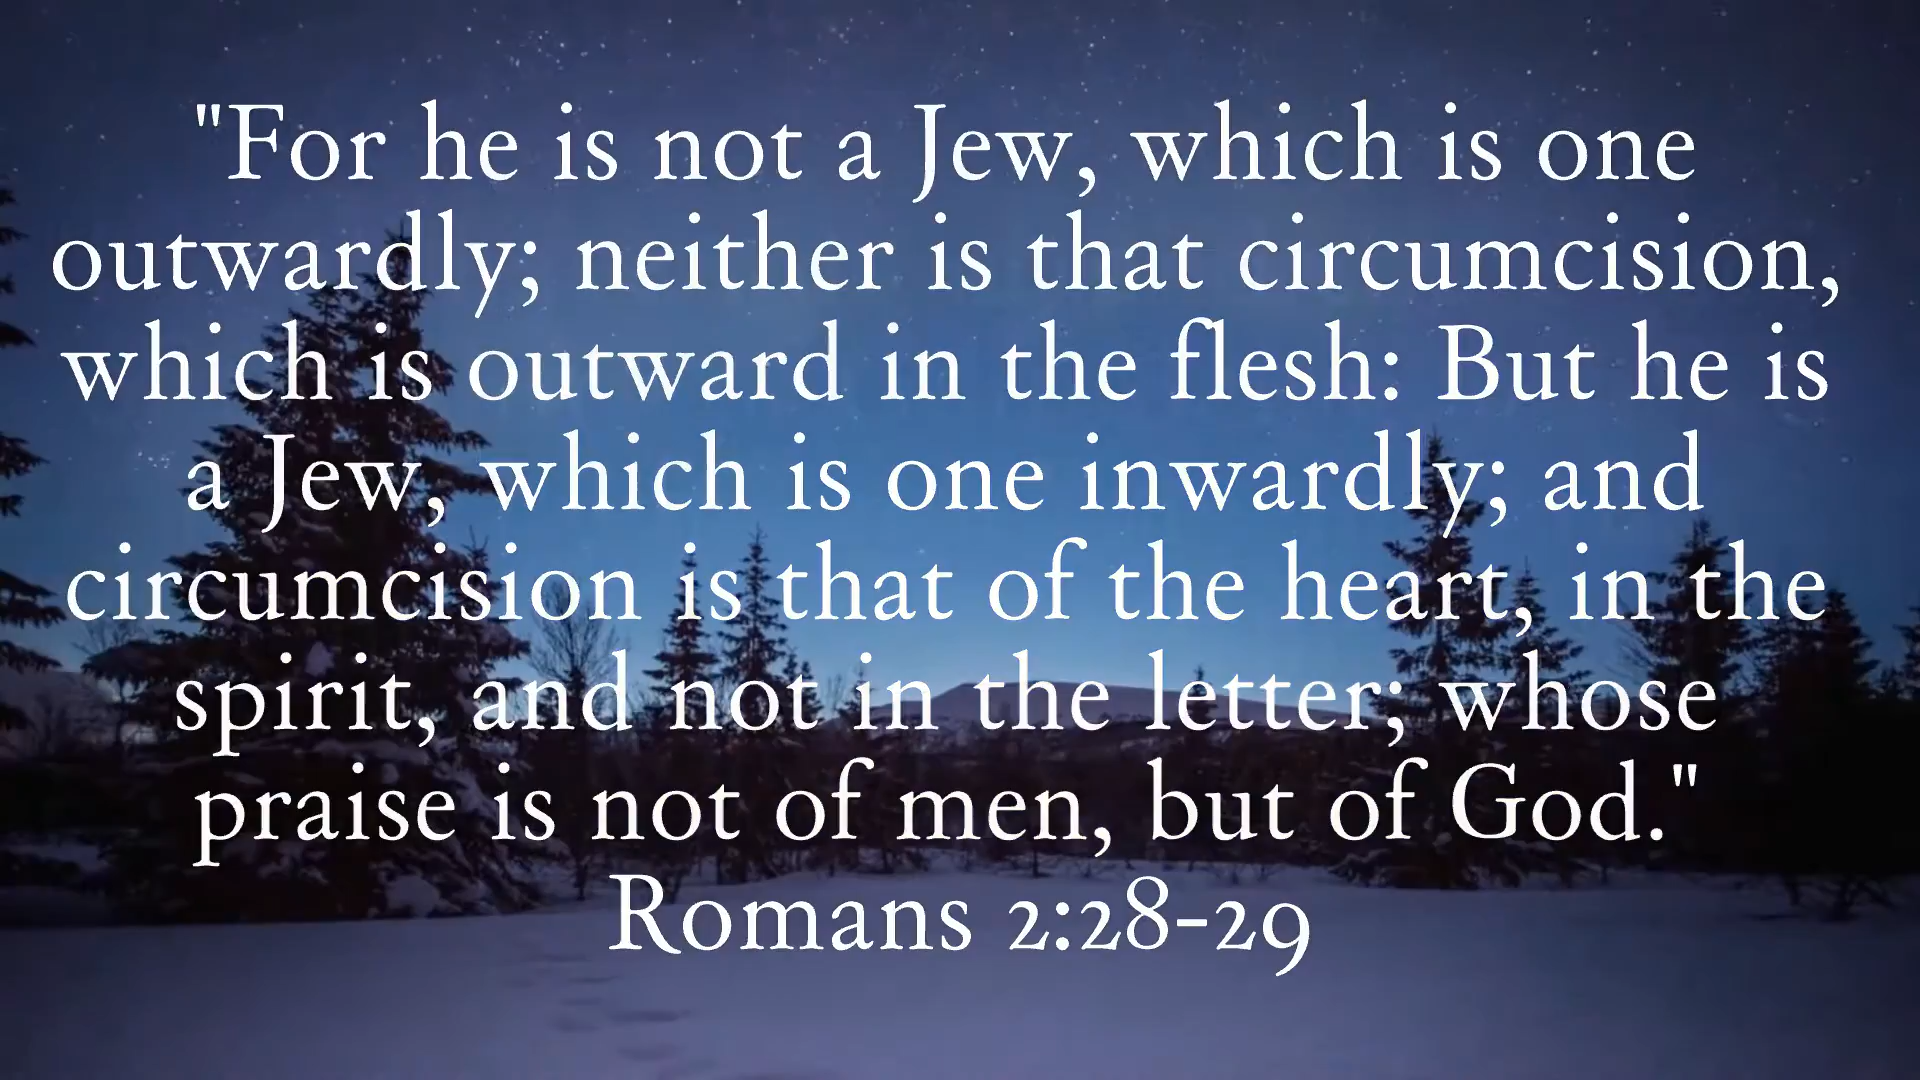 "For he is not a Jew, which is one
outwardly; neither is that circumcision,
which is outward in the flesh: But he is
a Jew, which is one inwardly; and
circumcision is that of the heart, in the
spirit, and not in the letter; whose
praise is not of men, but of God."
Romans 2:28-29